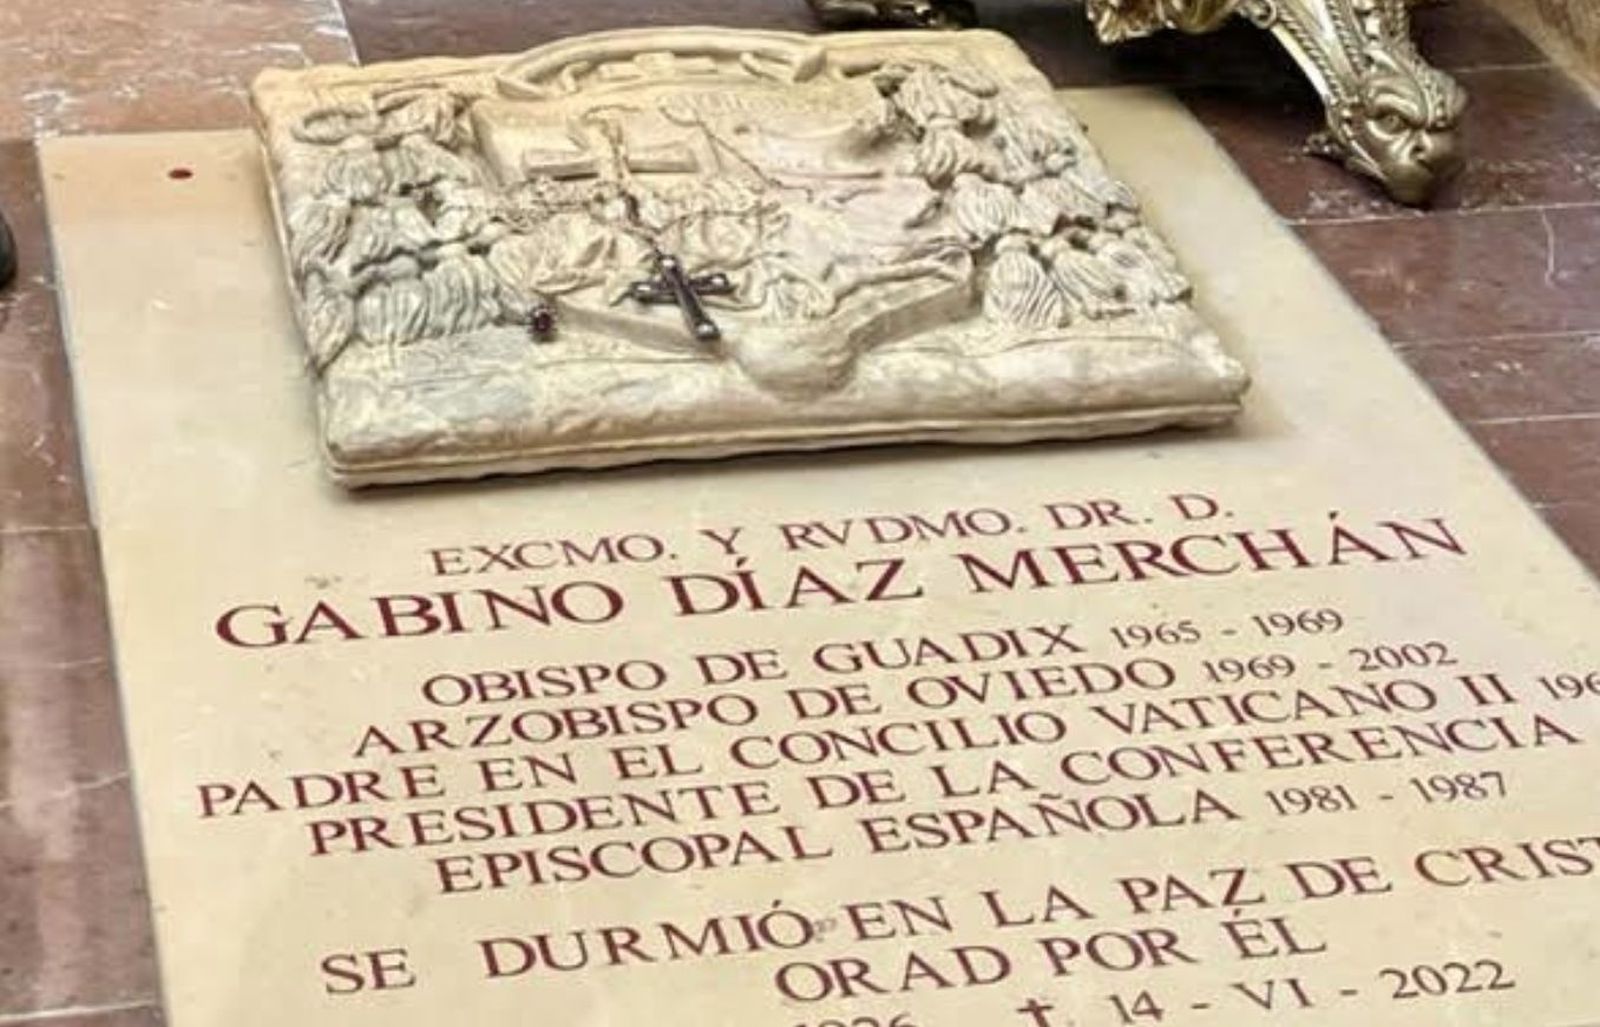 EXCMO. Y RVDMO. DR. D.
GABINO DÍAZ MERCHÁN
OBISPO DE GUADIX 1965 - 1969
ARZOBISPO DE OVIEDO 1969 - 2002
PADRE EN EL CONCILIO VATICANO II
PRESIDENTE DE LA CONFERENCIA
EPISCOPAL ESPAÑOLA 1981 - 1987
SE DURMIÓ EN LA PAZ DE CRIST
ORAD POR ÉL
✝ 14 - VI - 2022